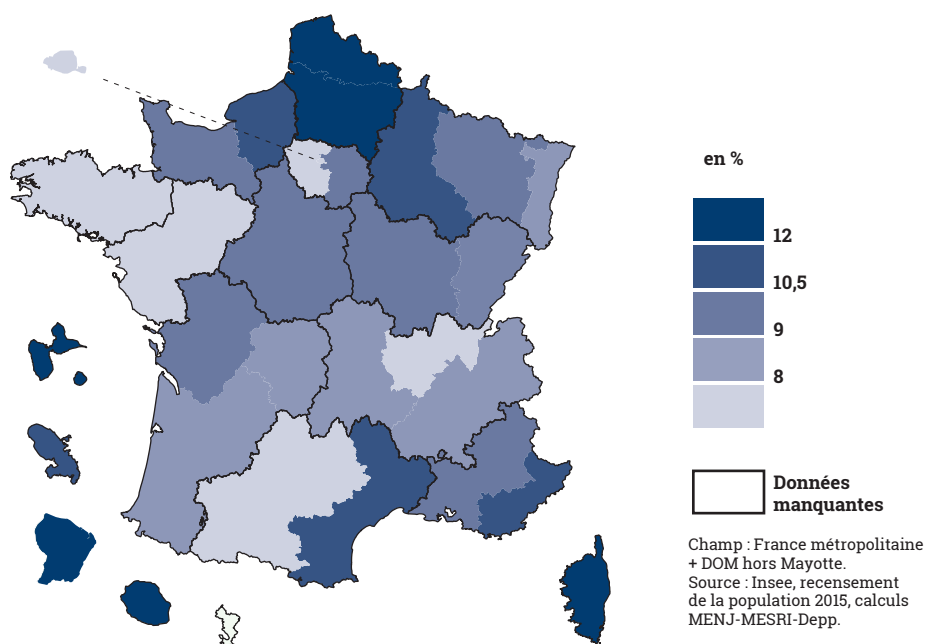 en %
12
10,5
9
8
Données
manquantes
Champ : France métropolitaine
+ DOM hors Mayotte.
Source : Insee, recensement
de la population 2015, calculs
MENJ-MESRI-Depp.